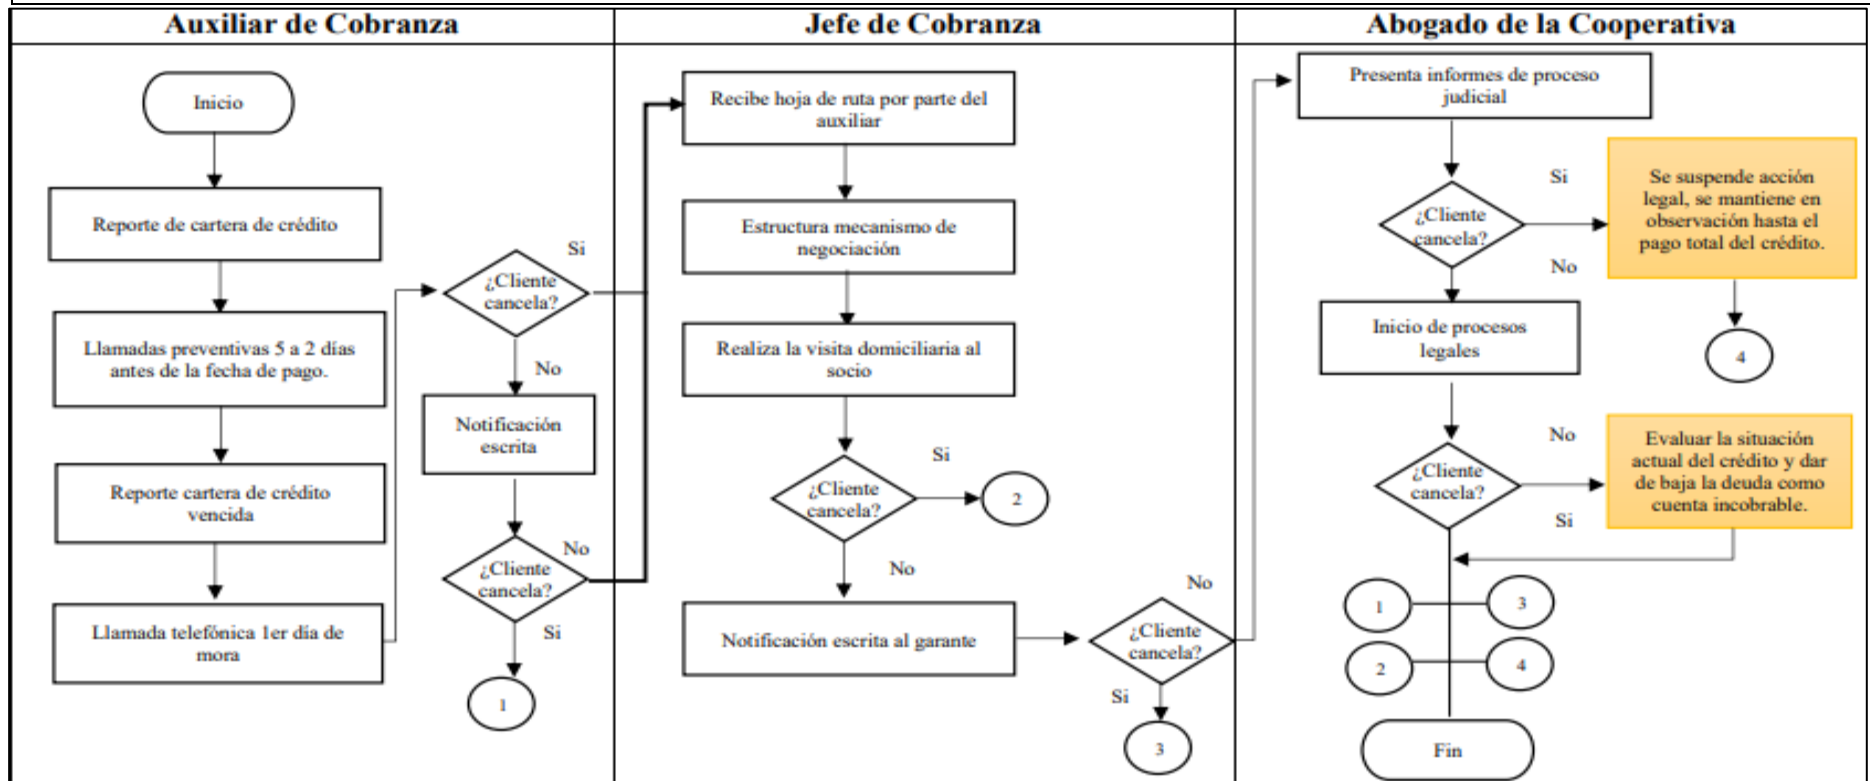 Auxiliar de Cobranza
Inicio
Reporte de cartera de crédito
Llamadas preventivas 5 a 2 días
antes de la fecha de pago.
Reporte cartera de crédito
vencida
Llamada telefónica 1er día de
mora
Si
¿Cliente
cancela?
No
Notificación
escrita
No
¿Cliente
cancela?
Si
1
Jefe de Cobranza
Recibe hoja de ruta por parte del
auxiliar
Estructura mecanismo de
negociación
Realiza la visita domiciliaria al
socio
Si
¿Cliente
cancela?
2
No
Notificación escrita al garante
No
¿Cliente
cancela?
Si
3
Abogado de la Cooperativa
Presenta informes de proceso
judicial
Si
¿Cliente
cancela?
No
Se suspende acción
legal, se mantiene en
observación hasta el
pago total del crédito.
4
Inicio de procesos
legales
No
¿Cliente
cancela?
Si
Evaluar la situación
actual del crédito y dar
de baja la deuda como
cuenta incobrable.
1
3
2
4
Fin